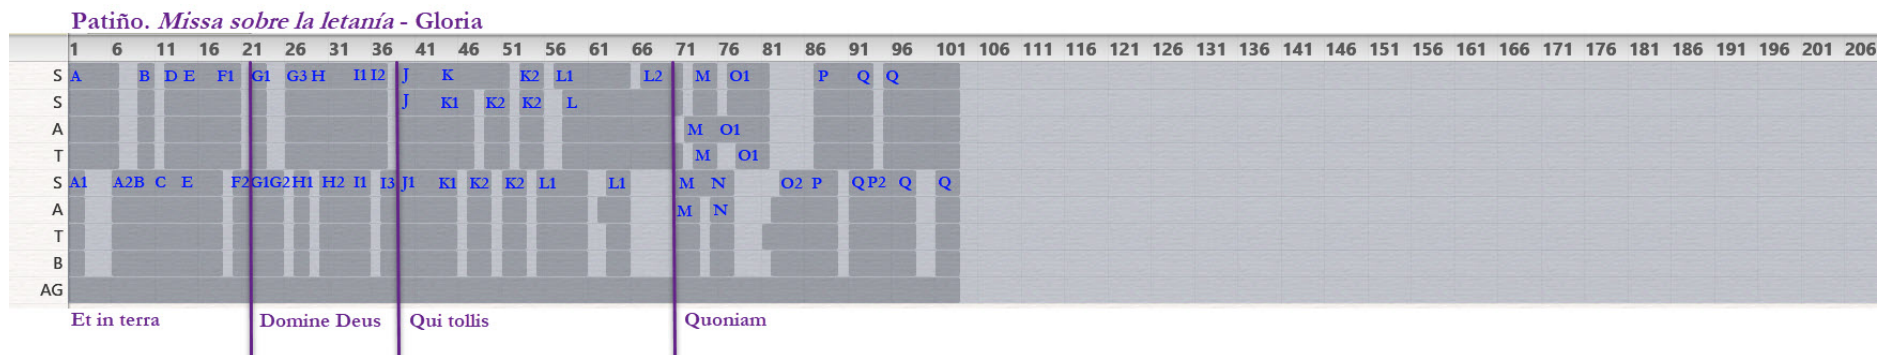 Patiño. Missa sobre la letanía - Gloria
1 6 11 16 21 26 31 36 41 46 51 56 61 66 71 76 81 86 91 96 101 106 111 116 121 126 131 136 141 146 151 156 161 166 171 176 181 186 191 196 201 206
S A B D E F1 G1 G3 H I1 I2 J K K2 L1 L2 M O1 P Q Q
S J K1 K2 K2 L
A M O1
T M O1
S A1 A2 B C E F2 G1 G2 H1 H2 I1 I3 J1 K1 K2 K2 L1 L1 M N O2 P Q P2 Q Q
A M N
T
B
AG
Et in terra Domine Deus Qui tollis Quoniam